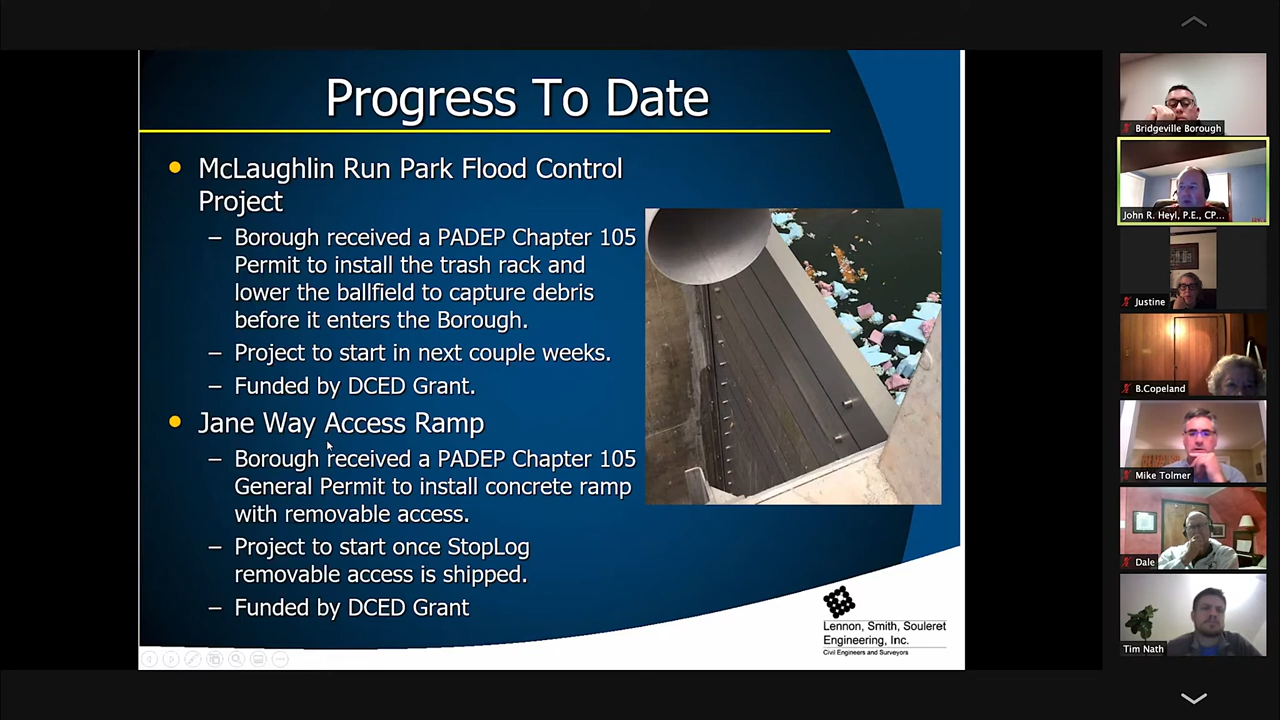 Progress To Date
McLaughlin Run Park Flood Control
Project
– Borough received a PADEP Chapter 105
Permit to install the trash rack and
lower the ballfield to capture debris
before it enters the Borough.
– Project to start in next couple weeks.
– Funded by DCED Grant.
Jane Way Access Ramp
– Borough received a PADEP Chapter 105
General Permit to install concrete ramp
with removable access.
– Project to start once StopLog
removable access is shipped.
– Funded by DCED Grant
Lennon, Smith, Souleret
Engineering, Inc.
Civil Engineers and Surveyors
Bridgeville Borough
John R. Heyl, P.E., CP...
Justine
B.Copeland
Mike Tolmer
Dale
Tim Nath